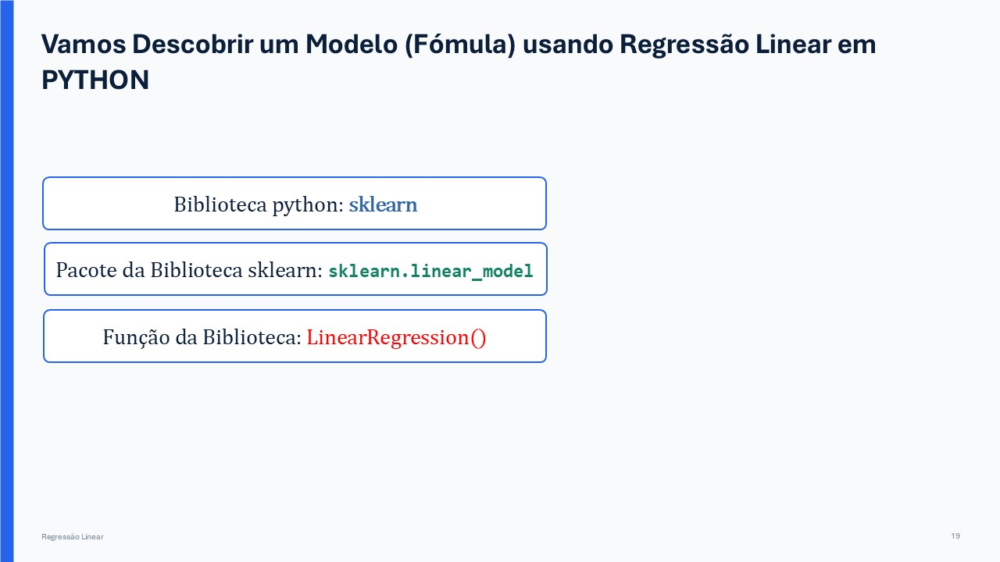 Vamos Descobrir um Modelo (Fómula) usando Regressão Linear em
PYTHON
Biblioteca python: sklearn
Pacote da Biblioteca sklearn: sklearn.linear_model
Função da Biblioteca: LinearRegression()
Regressão Linear
19